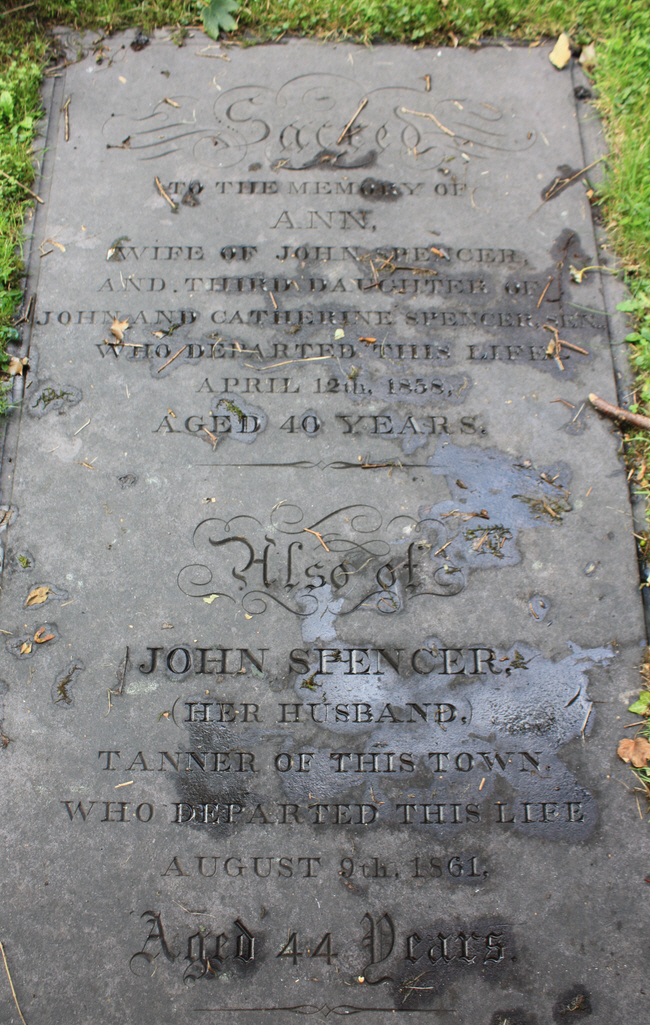 Sacred
TO THE MEMORY OF
ANN,
WIFE OF JOHN SPENCER,
AND THIRD DAUGHTER OF
JOHN AND CATHERINE SPENCER, SEN.
WHO DEPARTED THIS LIFE
APRIL 12th, 1858,
AGED 40 YEARS.
Also of
JOHN SPENCER,
(HER HUSBAND,)
TANNER OF THIS TOWN,
WHO DEPARTED THIS LIFE
AUGUST 9th, 1861,
Aged 44 Years.